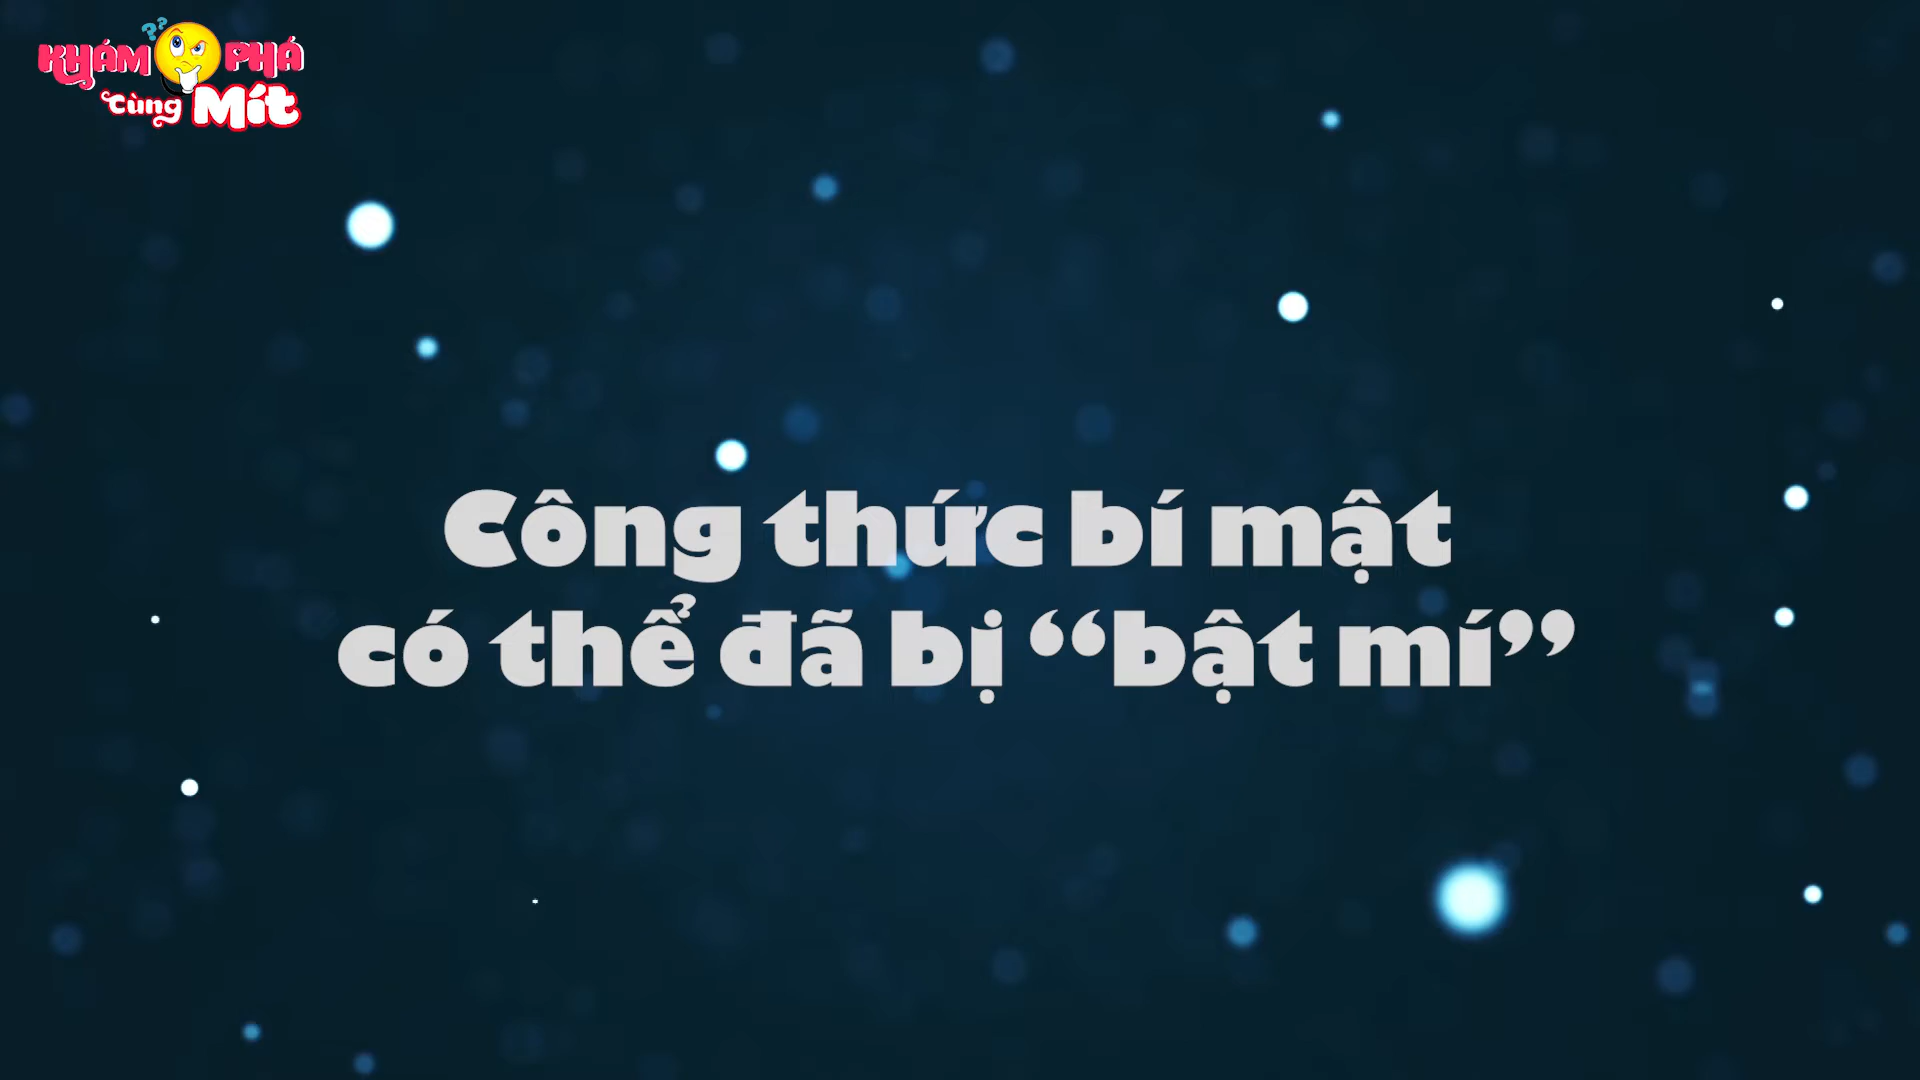 KHÁM PHÁ
Cùng Mít
Công thức bí mật
có thể đã bị “bật mí”